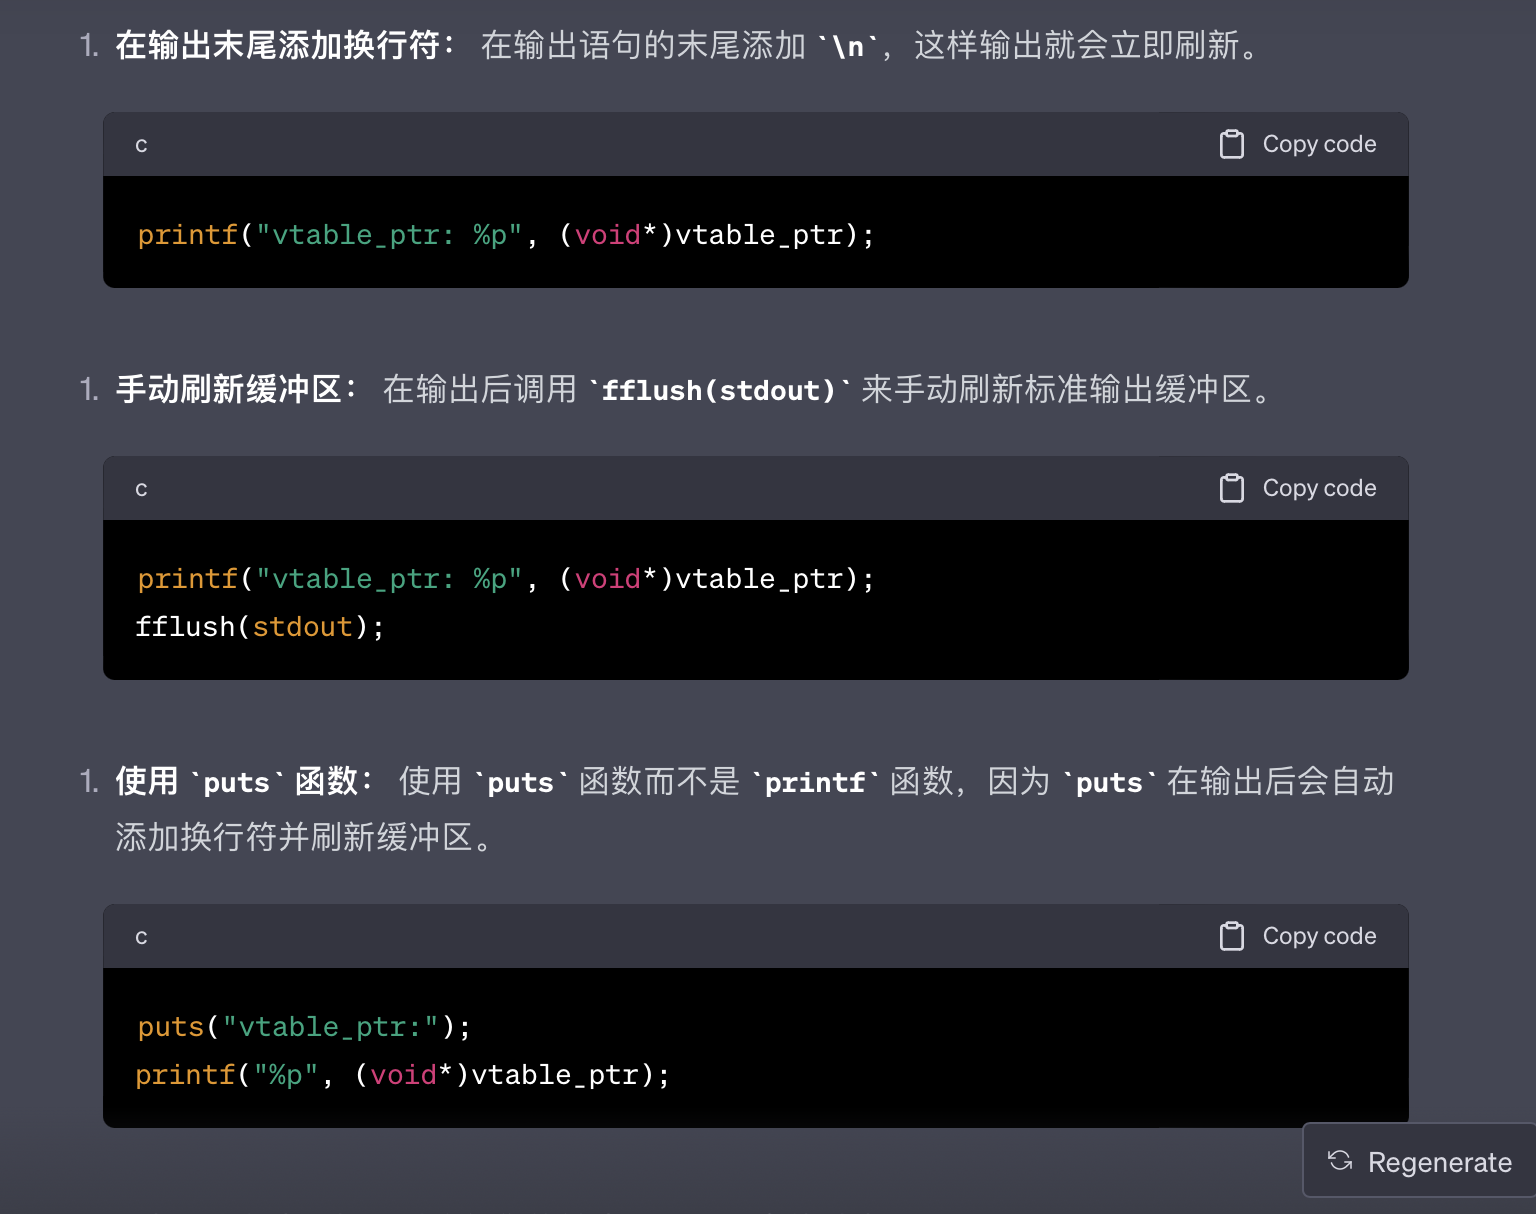 1. 在输出末尾添加换行符： 在输出语句的末尾添加 `\n`，这样输出就会立即刷新。
c Copy code
printf("vtable_ptr: %p", (void*)vtable_ptr);
1. 手动刷新缓冲区： 在输出后调用 `fflush(stdout)` 来手动刷新标准输出缓冲区。
c Copy code
printf("vtable_ptr: %p", (void*)vtable_ptr);
fflush(stdout);
1. 使用 `puts` 函数： 使用 `puts` 函数而不是 `printf` 函数，因为 `puts` 在输出后会自动
添加换行符并刷新缓冲区。
c Copy code
puts("vtable_ptr:");
printf("%p", (void*)vtable_ptr);
Regenerate